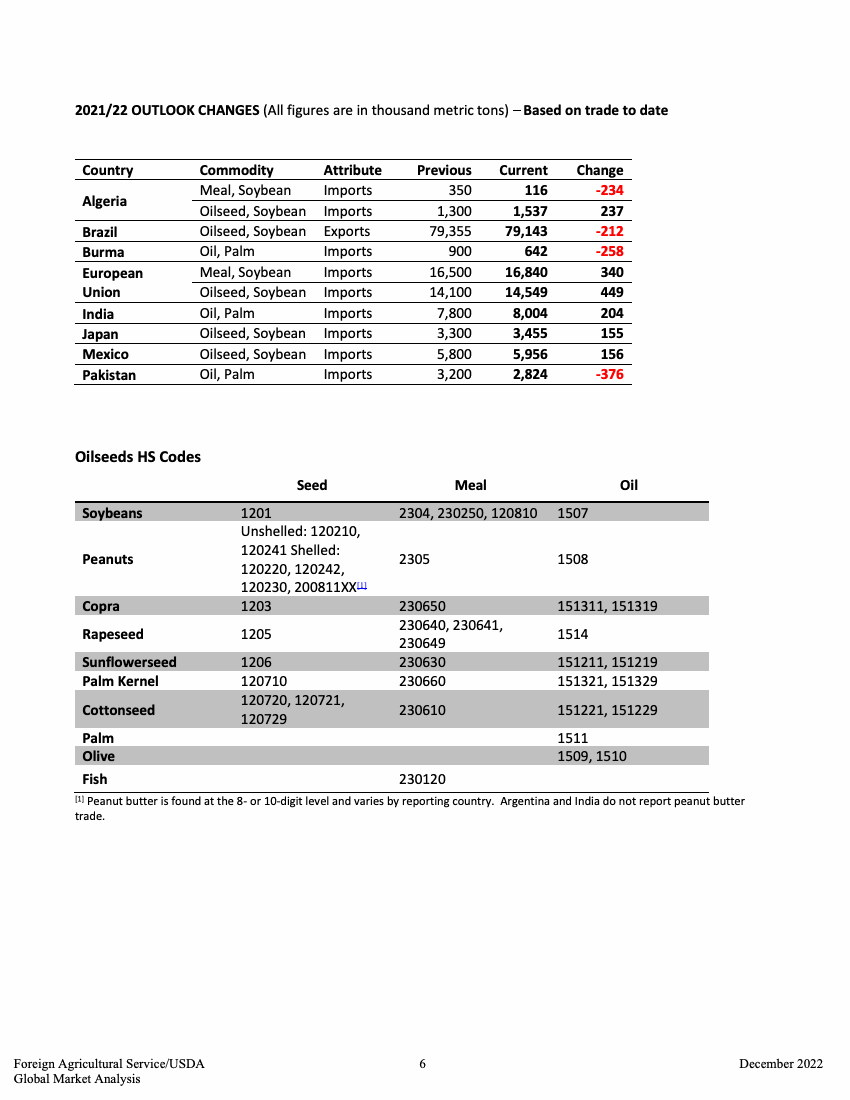 2021/22 OUTLOOK CHANGES (All figures are in thousand metric tons) – Based on trade to date
Country Commodity Attribute Previous Current Change
Algeria Meal, Soybean Imports 350 116 -234
Oilseed, Soybean Imports 1,300 1,537 237
Brazil Oilseed, Soybean Exports 79,355 79,143 -212
Burma Oil, Palm Imports 900 642 -258
European Meal, Soybean Imports 16,500 16,840 340
Union Oilseed, Soybean Imports 14,100 14,549 449
India Oil, Palm Imports 7,800 8,004 204
Japan Oilseed, Soybean Imports 3,300 3,455 155
Mexico Oilseed, Soybean Imports 5,800 5,956 156
Pakistan Oil, Palm Imports 3,200 2,824 -376
Oilseeds HS Codes
Seed Meal Oil
Soybeans 1201 2304, 230250, 120810 1507
Unshelled: 120210,
120241 Shelled:
Peanuts 2305 1508
120220, 120242,
120230, 200811XX[1]
Copra 1203 230650 151311, 151319
230640, 230641,
Rapeseed 1205 1514
230649
Sunflowerseed 1206 230630 151211, 151219
Palm Kernel 120710 230660 151321, 151329
120720, 120721,
Cottonseed 230610 151221, 151229
120729
Palm 1511
Olive 1509, 1510
Fish 230120
[1] Peanut butter is found at the 8- or 10-digit level and varies by reporting country. Argentina and India do not report peanut butter
trade.
Foreign Agricultural Service/USDA 6 December 2022
Global Market Analysis